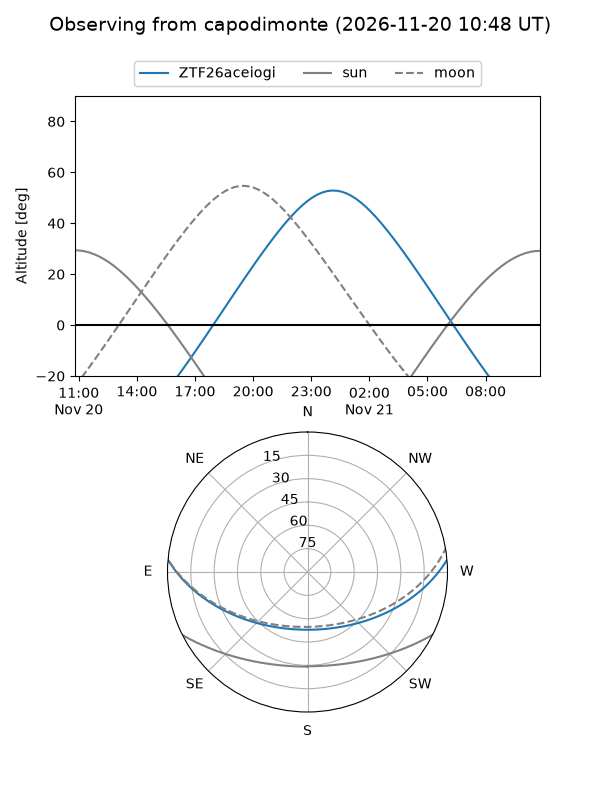 Observing from capodimonte (2026-11-20 10:48 UT)
ZTF26aceiogi sun moon
80
60
40
20
0
−20
Altitude [deg]
11:00 14:00 17:00 20:00 23:00 02:00 05:00 08:00
Nov 20 Nov 21
N
NE NW
15
30
45
60
75
E W
SE SW
S